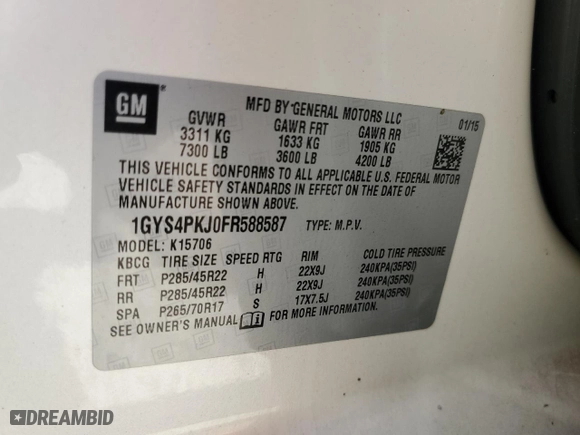 GM
MFD BY GENERAL MOTORS LLC
01/15
GVWR GAWR FRT GAWR RR
3311 KG 1633 KG 1905 KG
7300 LB 3600 LB 4200 LB
THIS VEHICLE CONFORMS TO ALL APPLICABLE U.S. FEDERAL MOTOR
VEHICLE SAFETY STANDARDS IN EFFECT ON THE DATE OF
MANUFACTURE SHOWN ABOVE.
1GYS4PKJ0FR588587 TYPE: M.P.V.
MODEL: K15706
KBCG TIRE SIZE SPEED RTG RIM COLD TIRE PRESSURE
FRT P285/45R22 H 22X9J 240KPA(35PSI)
RR P285/45R22 H 22X9J 240KPA(35PSI)
SPA P265/70R17 S 17X7.5J 240KPA(35PSI)
SEE OWNER'S MANUAL FOR MORE INFORMATION.
DREAMBID